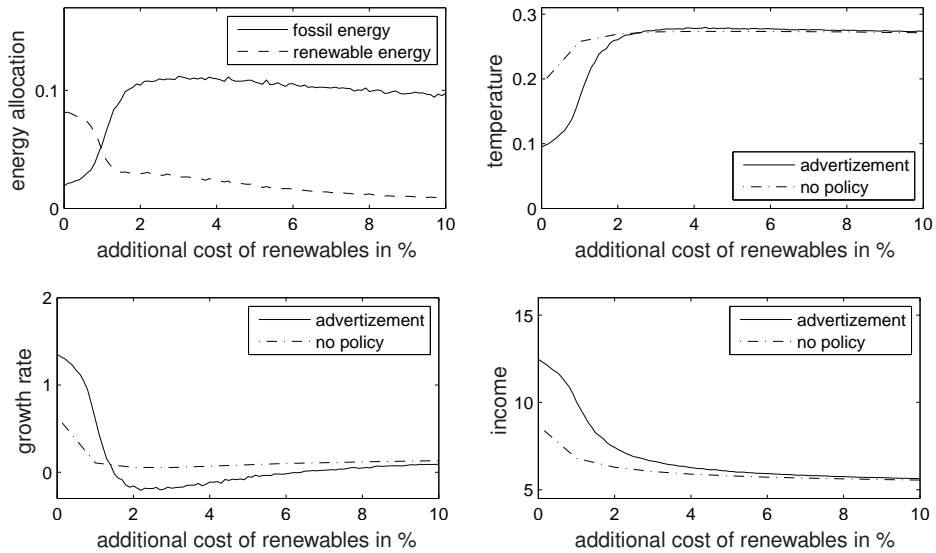 energy allocation
0.1
0
fossil energy
renewable energy
0 2 4 6 8 10
additional cost of renewables in %
temperature
0.3
0.2
0.1
0
advertizement
no policy
0 2 4 6 8 10
additional cost of renewables in %
growth rate
2
1
0
advertizement
no policy
0 2 4 6 8 10
additional cost of renewables in %
income
15
10
5
advertizement
no policy
0 2 4 6 8 10
additional cost of renewables in %